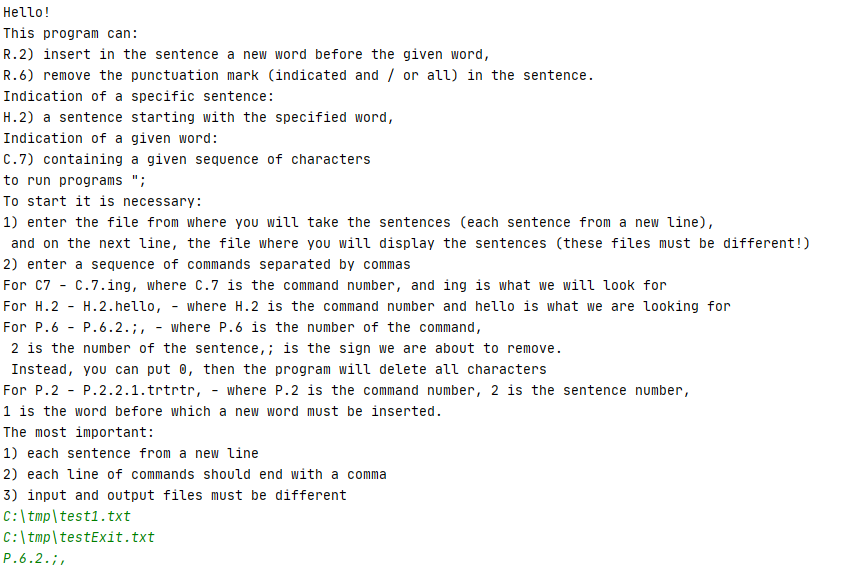 Hello!
This program can:
R.2) insert in the sentence a new word before the given word,
R.6) remove the punctuation mark (indicated and / or all) in the sentence.
Indication of a specific sentence:
H.2) a sentence starting with the specified word,
Indication of a given word:
C.7) containing a given sequence of characters
to run programs ";
To start it is necessary:
1) enter the file from where you will take the sentences (each sentence from a new line),
 and on the next line, the file where you will display the sentences (these files must be different!)
2) enter a sequence of commands separated by commas
For C7 - C.7.ing, where C.7 is the command number, and ing is what we will look for
For H.2 - H.2.hello, - where H.2 is the command number and hello is what we are looking for
For P.6 - P.6.2.;, - where P.6 is the number of the command,
 2 is the number of the sentence,; is the sign we are about to remove.
 Instead, you can put 0, then the program will delete all characters
For P.2 - P.2.2.1.trtrtr, - where P.2 is the command number, 2 is the sentence number,
1 is the word before which a new word must be inserted.
The most important:
1) each sentence from a new line
2) each line of commands should end with a comma
3) input and output files must be different
C:\tmp\test1.txt
C:\tmp\testExit.txt
P.6.2.;,